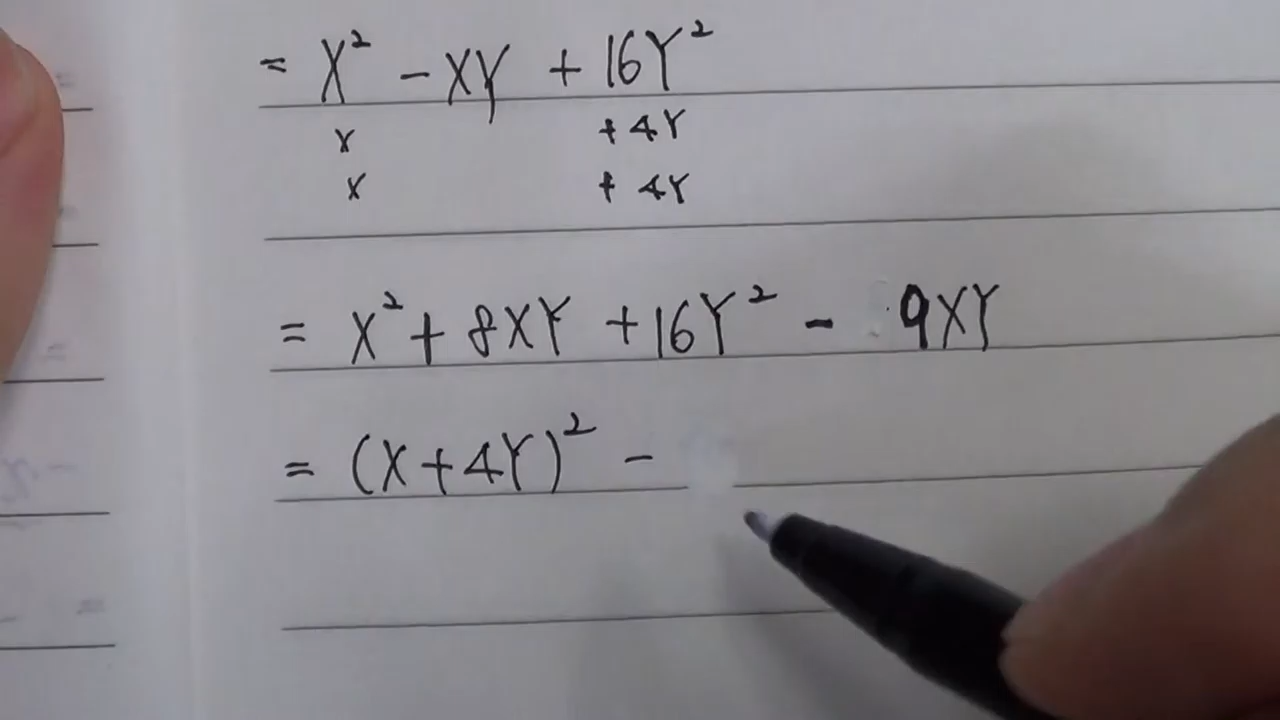 = X² - XY + 16Y²
X +4Y
X +4Y
= X² + 8XY + 16Y² - 9XY
= (X+4Y)² -